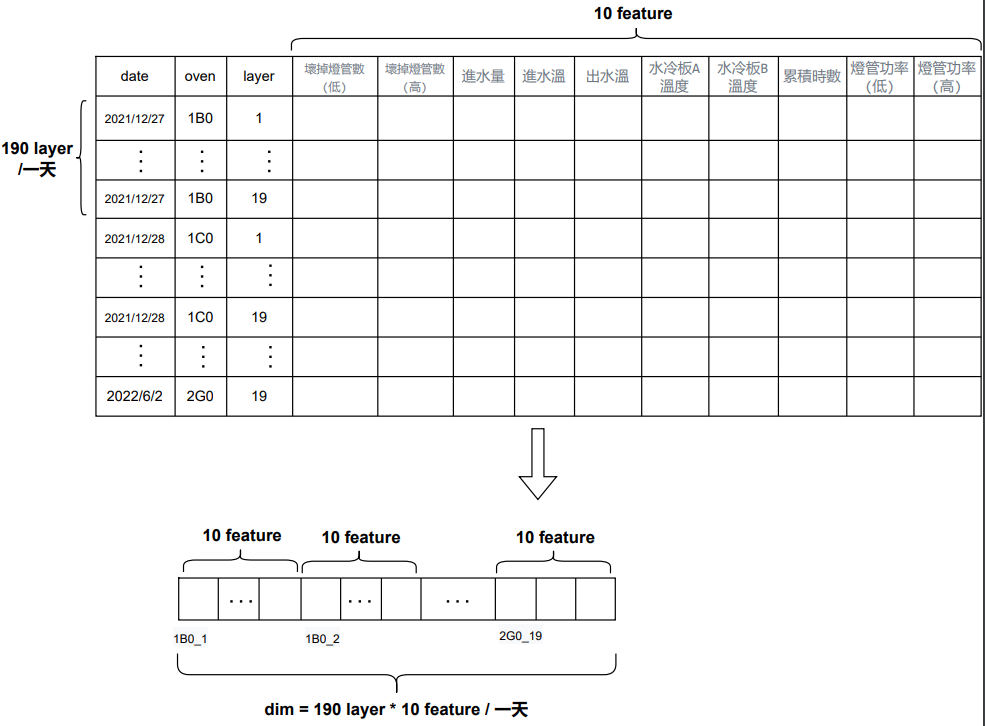 10 feature
date oven layer 壞掉燈管數 壞掉燈管數 進水量 進水溫 出水溫 水冷板A 水冷板B 累積時數 燈管功率 燈管功率
（低） （高） 溫度 溫度 （低） （高）
2021/12/27 1B0 1
190 layer
/一天
⋮ ⋮ ⋮
2021/12/27 1B0 19
2021/12/28 1C0 1
⋮ ⋮ ⋮
2021/12/28 1C0 19
⋮ ⋮ ⋮
2022/6/2 2G0 19
10 feature 10 feature 10 feature
... ... ...
1B0_1 1B0_2 2G0_19
dim = 190 layer * 10 feature / 一天